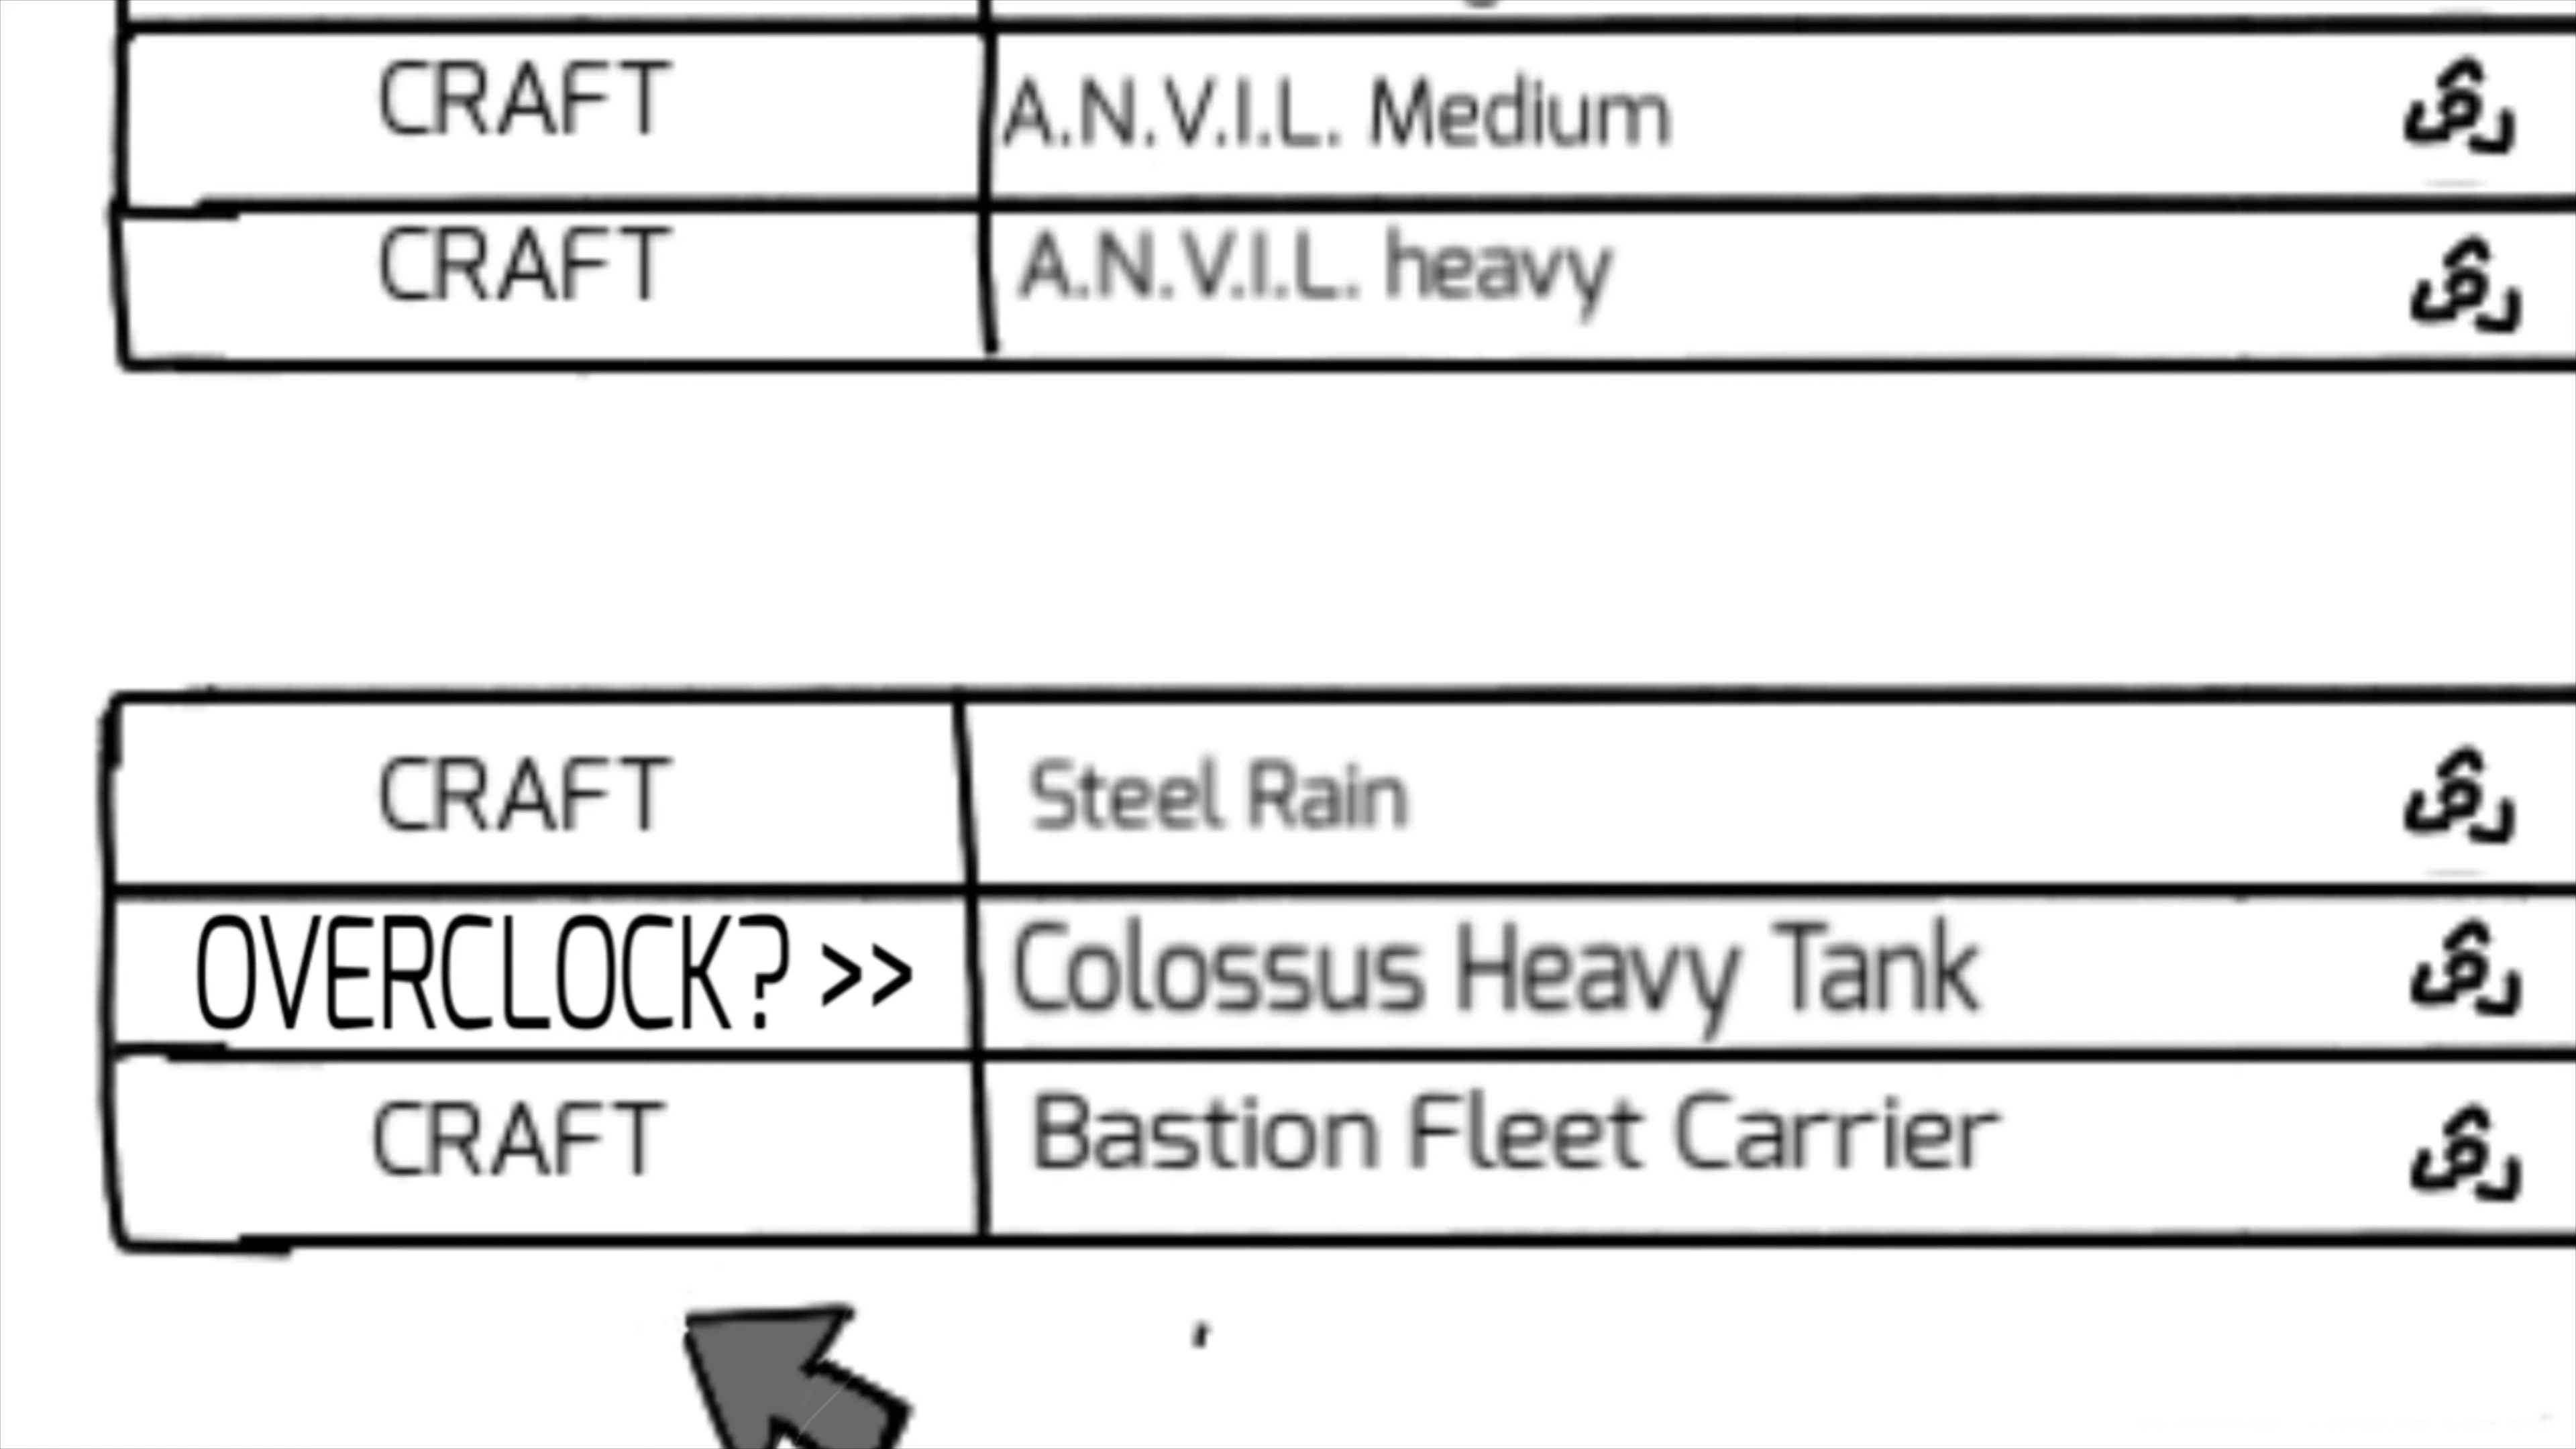 CRAFT A.N.V.I.L. Medium
CRAFT A.N.V.I.L. heavy
CRAFT Steel Rain
OVERCLOCK? >> Colossus Heavy Tank
CRAFT Bastion Fleet Carrier